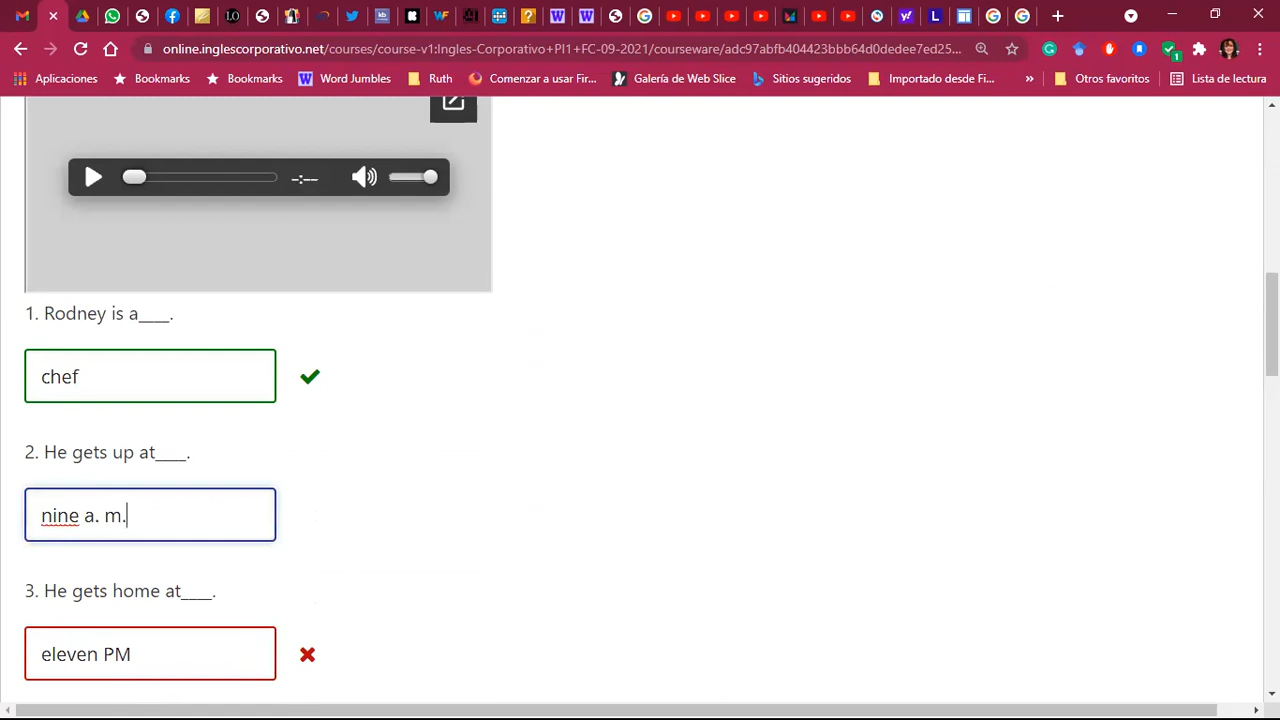 online.inglescorporativo.net/courses/course-v1:Ingles-Corporativo+PI1+FC-09-2021/courseware/adc97abfb404423bbb64d0dedee7ed25...
Aplicaciones Bookmarks Bookmarks Word Jumbles Ruth Comenzar a usar Fir... Galería de Web Slice Sitios sugeridos Importado desde Fi... » Otros favoritos Lista de lectura
-:--
1. Rodney is a____.
chef
2. He gets up at____.
nine a. m.
3. He gets home at____.
eleven PM